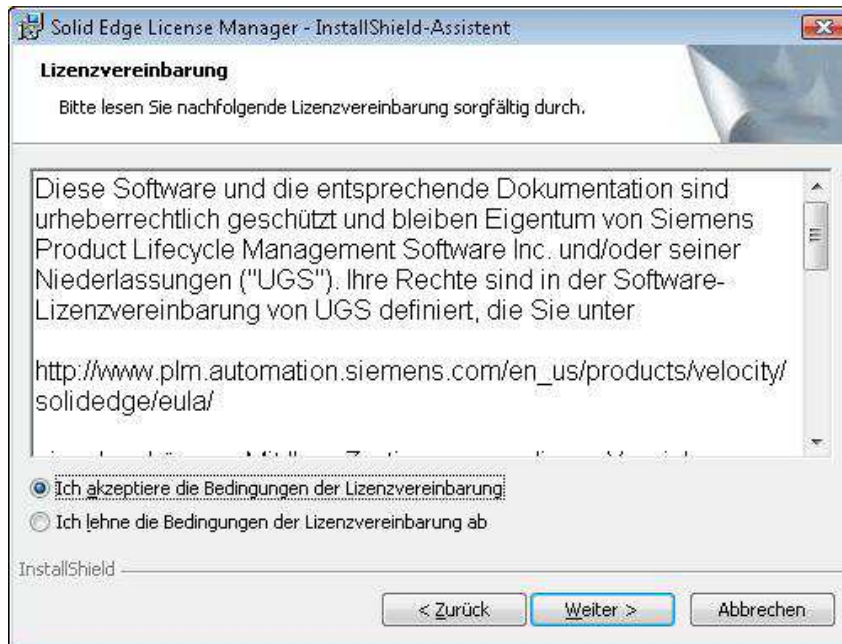 Solid Edge License Manager - InstallShield-Assistent
Lizenzvereinbarung
Bitte lesen Sie nachfolgende Lizenzvereinbarung sorgfältig durch.
Diese Software und die entsprechende Dokumentation sind
urheberrechtlich geschützt und bleiben Eigentum von Siemens
Product Lifecycle Management Software Inc. und/oder seiner
Niederlassungen ("UGS"). Ihre Rechte sind in der Software-
Lizenzvereinbarung von UGS definiert, die Sie unter
http://www.plm.automation.siemens.com/en_us/products/velocity/
solidedge/eula/
Ich akzeptiere die Bedingungen der Lizenzvereinbarung
Ich lehne die Bedingungen der Lizenzvereinbarung ab
InstallShield
< Zurück
Weiter >
Abbrechen